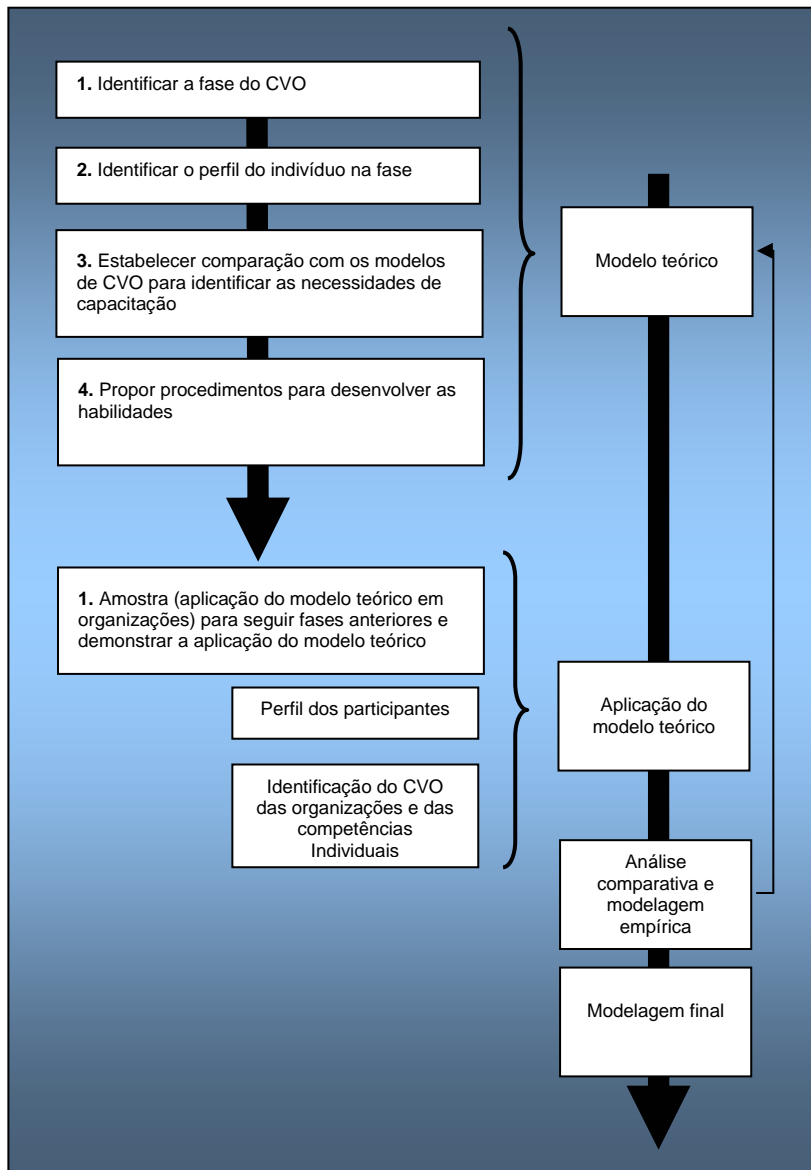 1. Identificar a fase do CVO
2. Identificar o perfil do indivíduo na fase
3. Estabelecer comparação com os modelos
de CVO para identificar as necessidades de
capacitação
4. Propor procedimentos para desenvolver as
habilidades
Modelo teórico
1. Amostra (aplicação do modelo teórico em
organizações) para seguir fases anteriores e
demonstrar a aplicação do modelo teórico
Perfil dos participantes
Identificação do CVO
das organizações e das
competências
Individuais
Aplicação do
modelo teórico
Análise
comparativa e
modelagem
empírica
Modelagem final